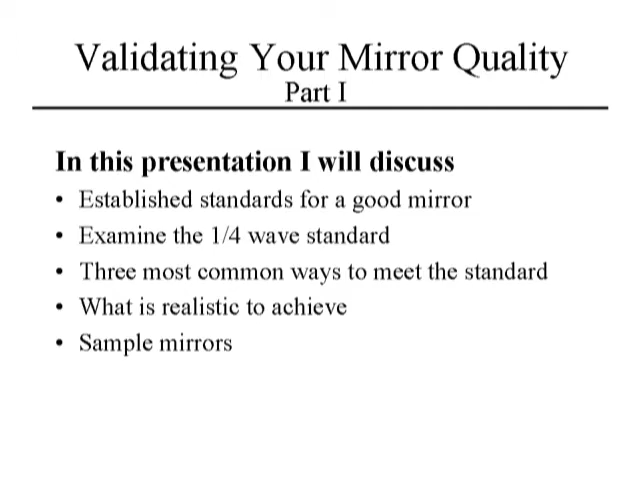 Validating Your Mirror Quality
Part I
In this presentation I will discuss
• Established standards for a good mirror
• Examine the 1/4 wave standard
• Three most common ways to meet the standard
• What is realistic to achieve
• Sample mirrors